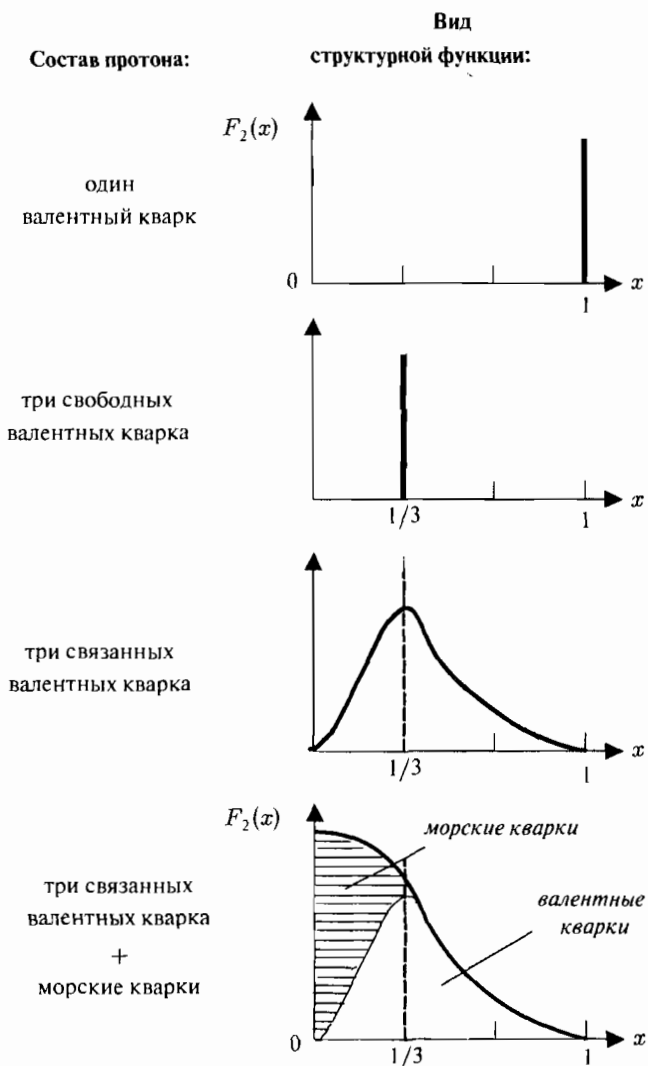 Состав протона:
Вид
структурной функции:
F₂(x)
один
валентный кварк
0
x
1
три свободных
валентных кварка
1/3
1
x
три связанных
валентных кварка
1/3
1
x
F₂(x)
морские кварки
три связанных
валентных кварка
+
морские кварки
валентные
кварки
0
1/3
1
x